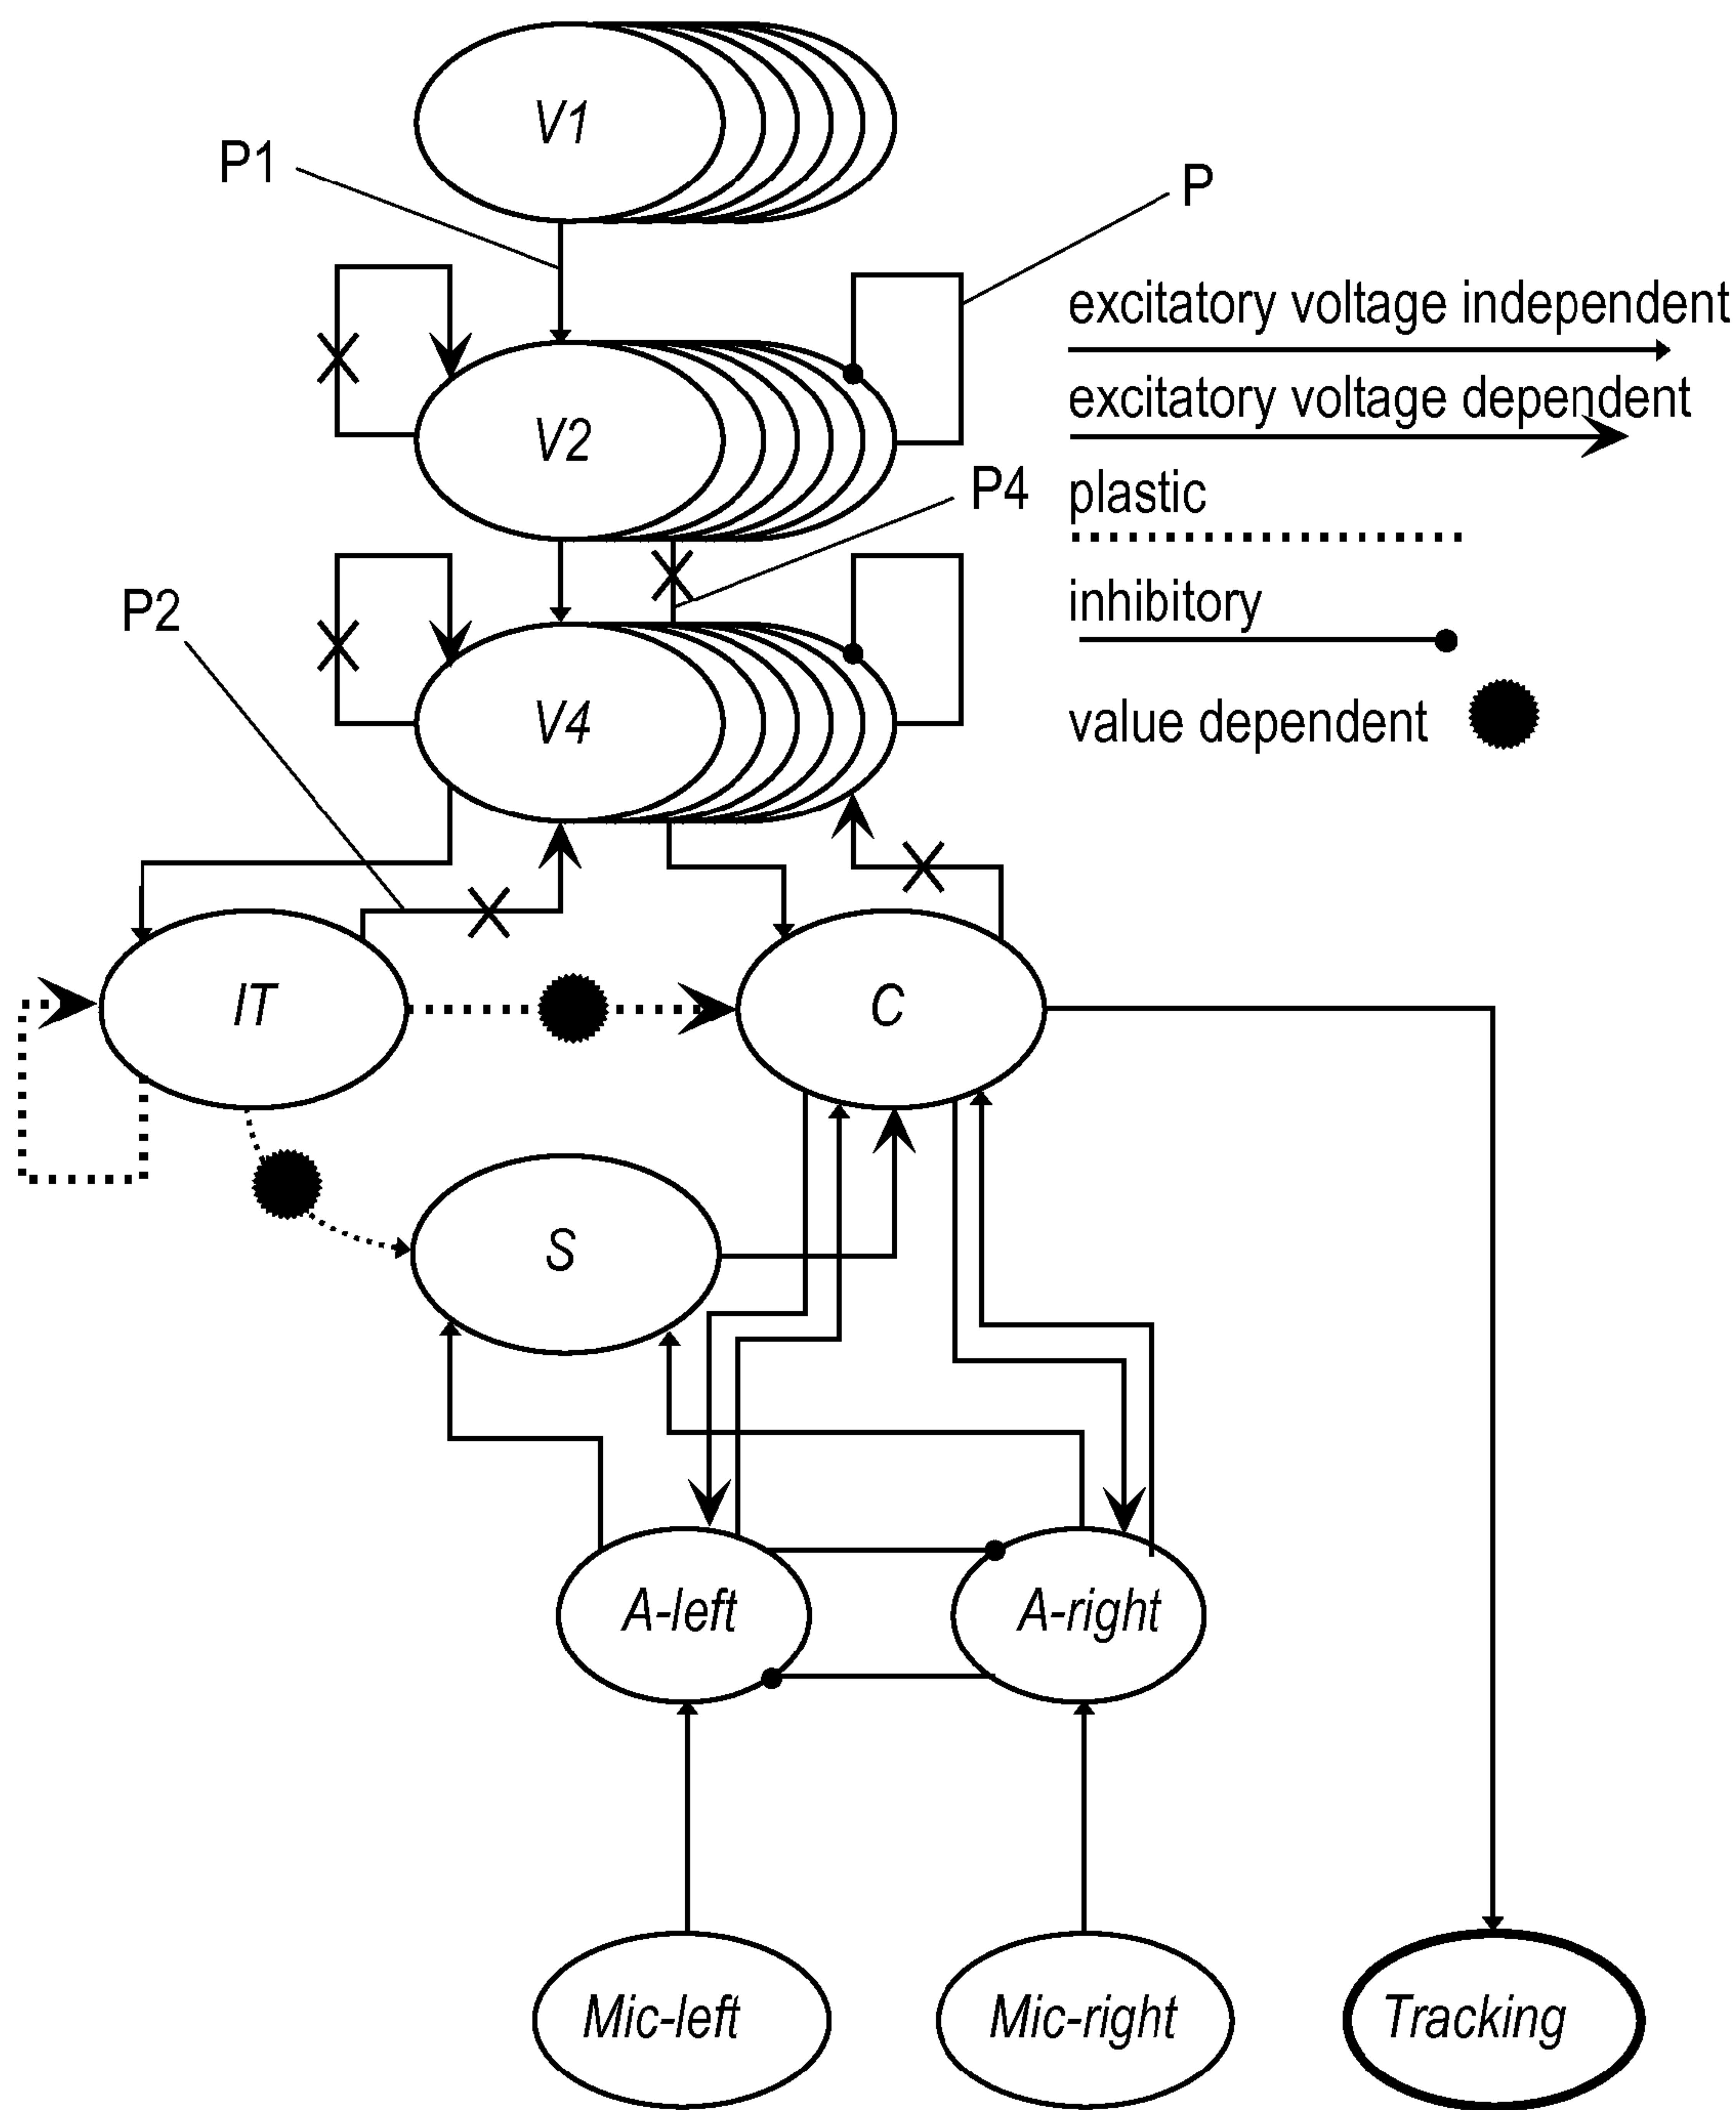 V1
P1
P
excitatory voltage independent
V2
excitatory voltage dependent
P4
plastic
P2
inhibitory
V4
value dependent
IT
C
S
A-left
A-right
Mic-left
Mic-right
Tracking